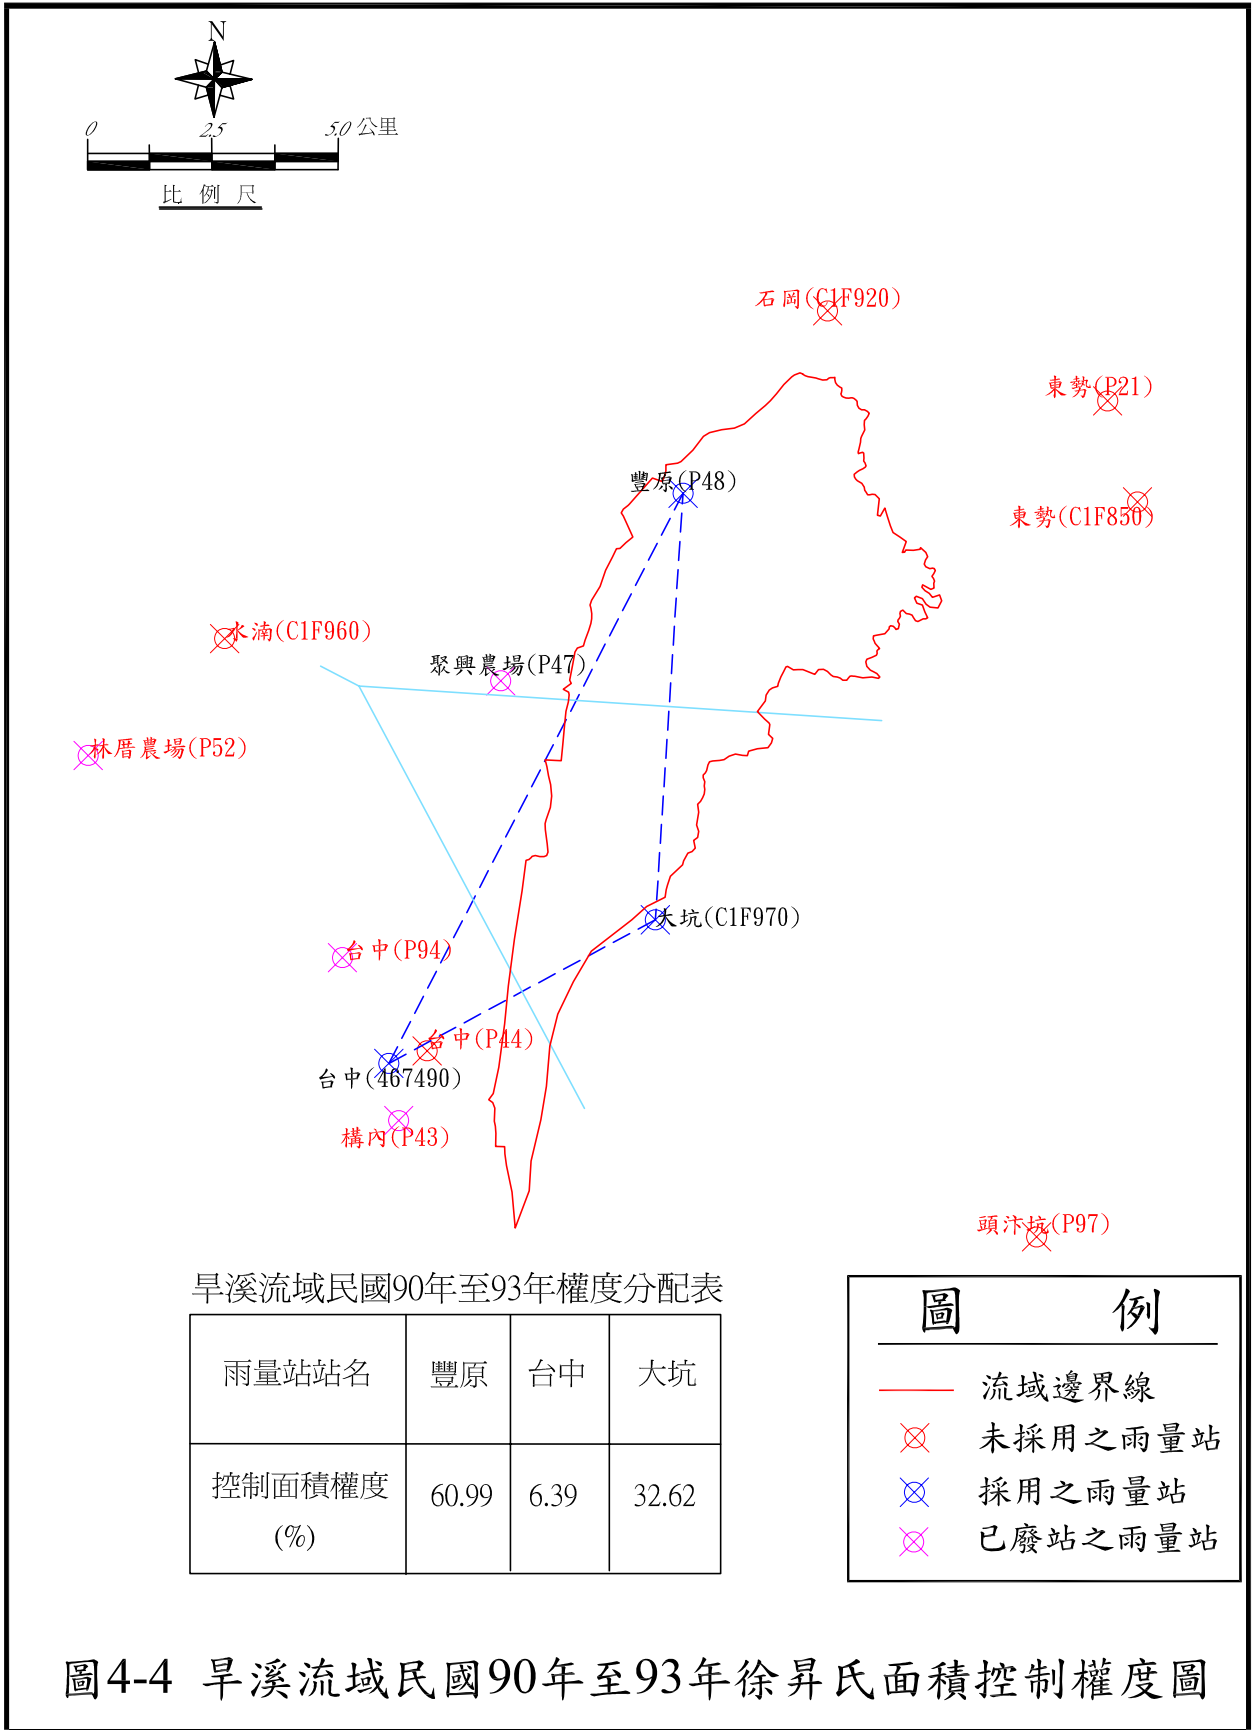 N
0 2.5 5.0 公里
比例尺
石岡(C1F920)
東勢(P21)
豐原(P48)
東勢(C1F850)
水湳(C1F960)
聚興農場(P47)
林厝農場(P52)
大坑(C1F970)
台中(P94)
台中(P44)
台中(467490)
構內(P43)
頭汴坑(P97)
旱溪流域民國90年至93年權度分配表
雨量站站名 豐原 台中 大坑
控制面積權度 60.99 6.39 32.62
(%)
圖例
流域邊界線
未採用之雨量站
採用之雨量站
已廢站之雨量站
圖4-4 旱溪流域民國90年至93年徐昇氏面積控制權度圖